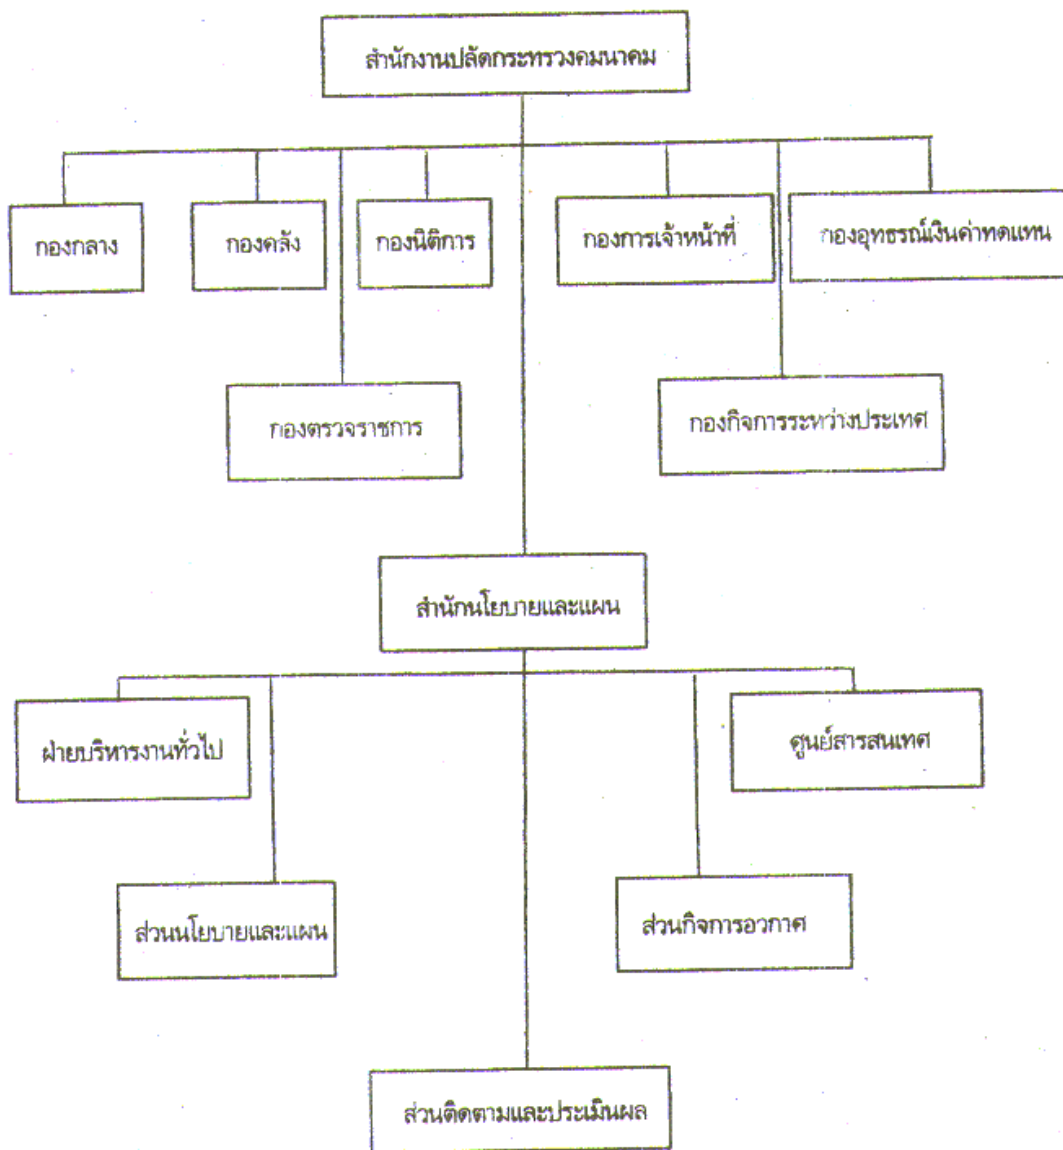 สำนักงานปลัดกระทรวงคมนาคม
กองกลาง
กองคลัง
กองนิติการ
กองการเจ้าหน้าที่
กองอุทธรณ์เงินค่าทดแทน
กองตรวจราชการ
กองกิจการระหว่างประเทศ
สำนักนโยบายและแผน
ฝ่ายบริหารงานทั่วไป
ศูนย์สารสนเทศ
ส่วนนโยบายและแผน
ส่วนกิจการอวกาศ
ส่วนติดตามและประเมินผล